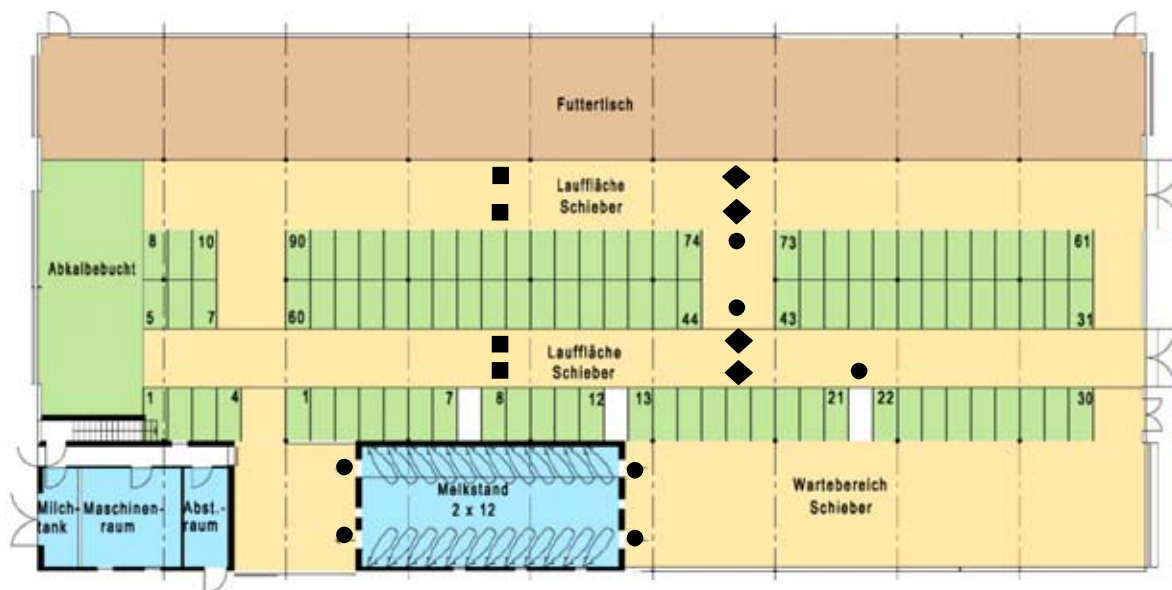 Futtertisch
Lauffläche
Schieber
8 10 90 74 73 61
Abkalbebucht
5 7 60 44 43 31
Lauffläche
Schieber
1 4 1 7 8 12 13 21 22 30
Milch-
tank
Maschinen-
raum
Abst.-
raum
Melkstand
2 x 12
Wartebereich
Schieber